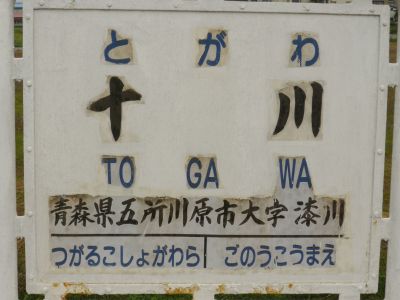 とがわ
十川
TO GA WA
青森県五所川原市大字漆川
つがるごしょがわら ごのうこうまえ